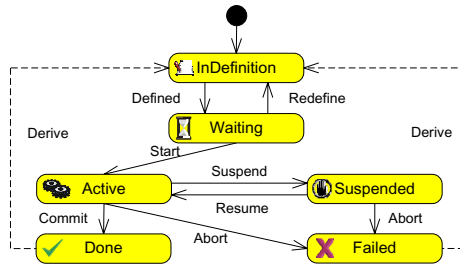 InDefinition
Defined
Redefine
Waiting
Derive
Derive
Start
Suspend
Active
Suspended
Resume
Commit
Abort
Abort
Done
Failed